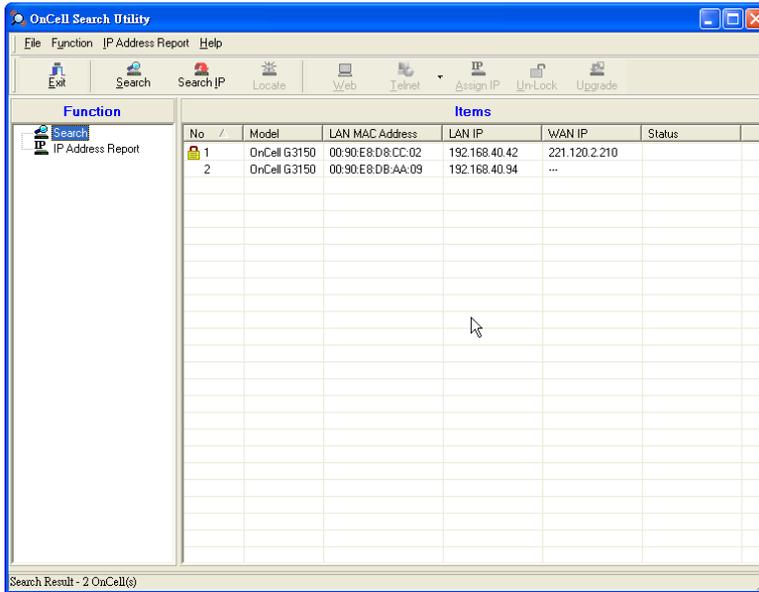 OnCell Search Utility
File Function IP Address Report Help
Exit Search Search IP Locate Web Telnet Assign IP Un-Lock Upgrade
Function Items
Search
IP Address Report
No Model LAN MAC Address LAN IP WAN IP Status
1 OnCell G3150 00:90:E8:D8:CC:02 192.168.40.42 221.120.2.210
2 OnCell G3150 00:90:E8:DB:AA:09 192.168.40.94 ...
Search Result - 2 OnCell(s)